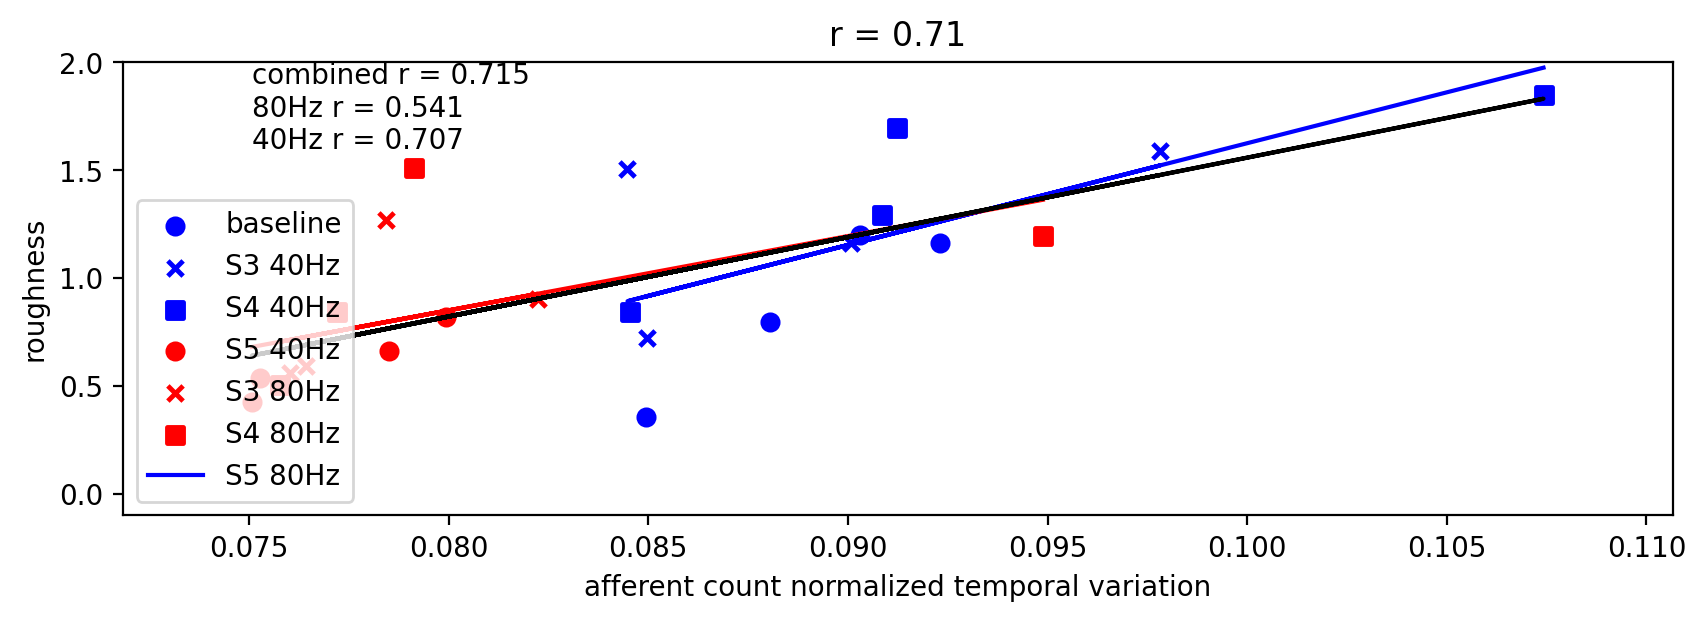 r = 0.71
combined r = 0.715
80Hz r = 0.541
40Hz r = 0.707
2.0
1.5
1.0
0.5
0.0
roughness
baseline
S3 40Hz
S4 40Hz
S5 40Hz
S3 80Hz
S4 80Hz
S5 80Hz
0.075 0.080 0.085 0.090 0.095 0.100 0.105 0.110
afferent count normalized temporal variation